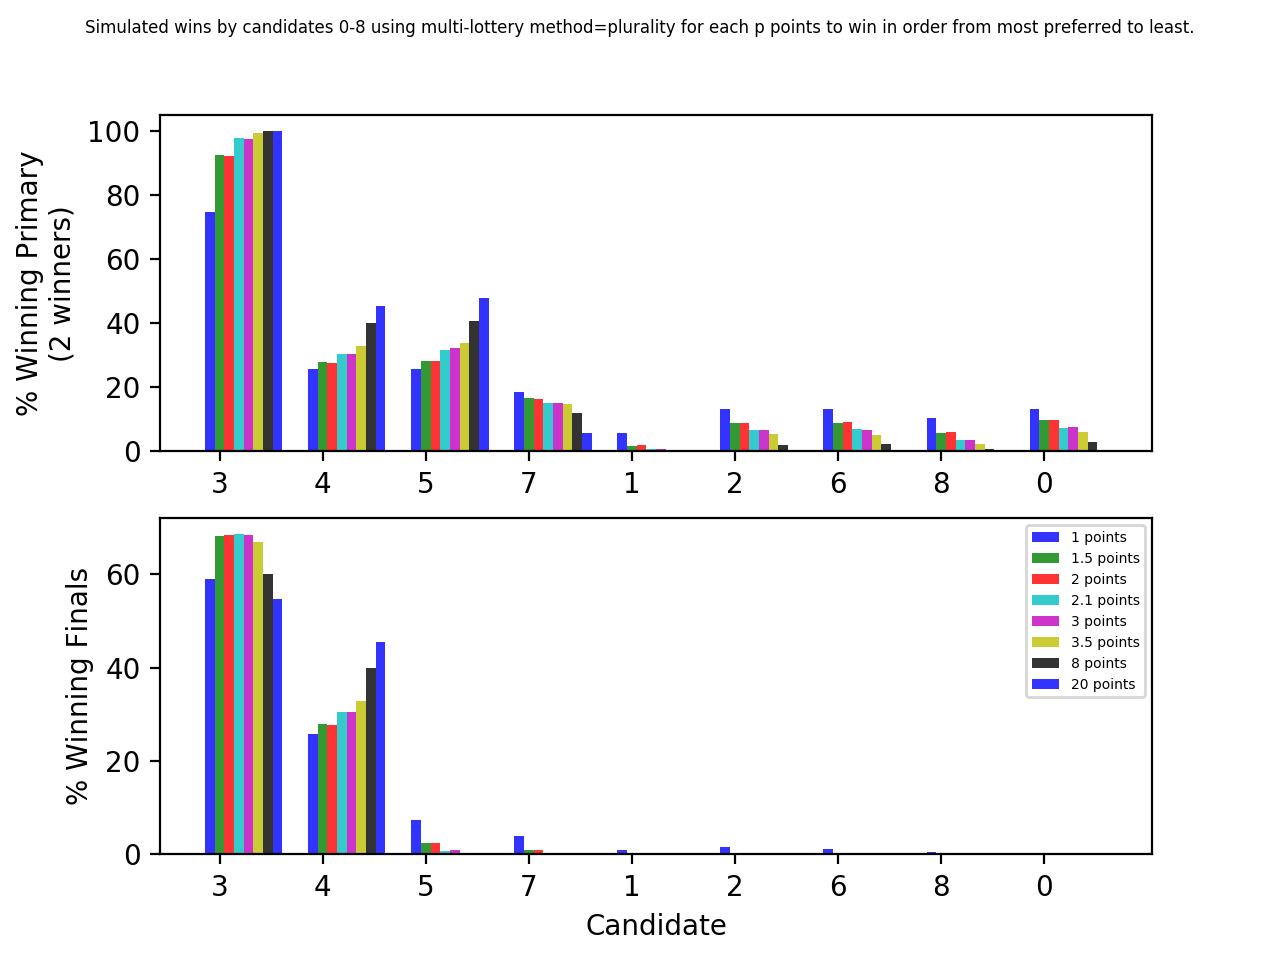 Simulated wins by candidates 0-8 using multi-lottery method=plurality for each p points to win in order from most preferred to least.
% Winning Primary
(2 winners)
100
80
60
40
20
0
3 4 5 7 1 2 6 8 0
% Winning Finals
60
40
20
0
1 points
1.5 points
2 points
2.1 points
3 points
3.5 points
8 points
20 points
3 4 5 7 1 2 6 8 0
Candidate